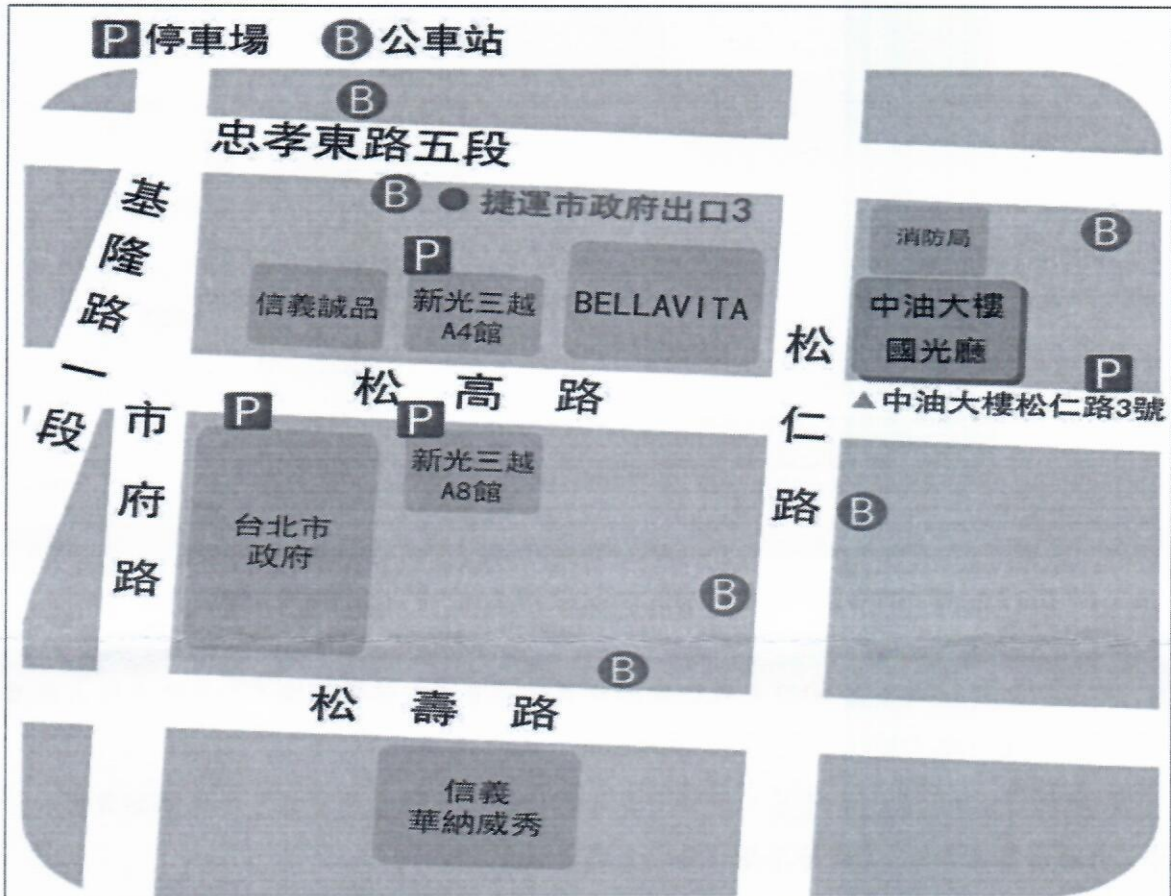 P 停車場 B 公車站
B
忠孝東路五段
基隆路一段
B ● 捷運市政府出口3
消防局
B
P
信義誠品
新光三越
A4館
BELLAVITA
中油大樓
國光廳
P
松高路
▲中油大樓松仁路3號
松仁路
市府路
P
P
新光三越
A8館
台北市
政府
B
B
B
松壽路
信義
華納威秀